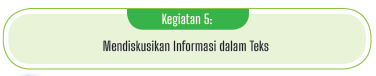 Kegiatan 5:
Mendiskusikan Informasi dalam Teks